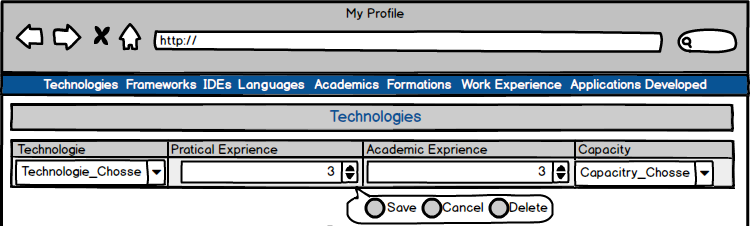 My Profile
http://
Technologies Frameworks IDEs Languages Academics Formations Work Experience Applications Developed
Technologies
Technologie Pratical Exprience Academic Exprience Capacity
Technologie_Chosse 3 3 Capacitry_Chosse
Save Cancel Delete